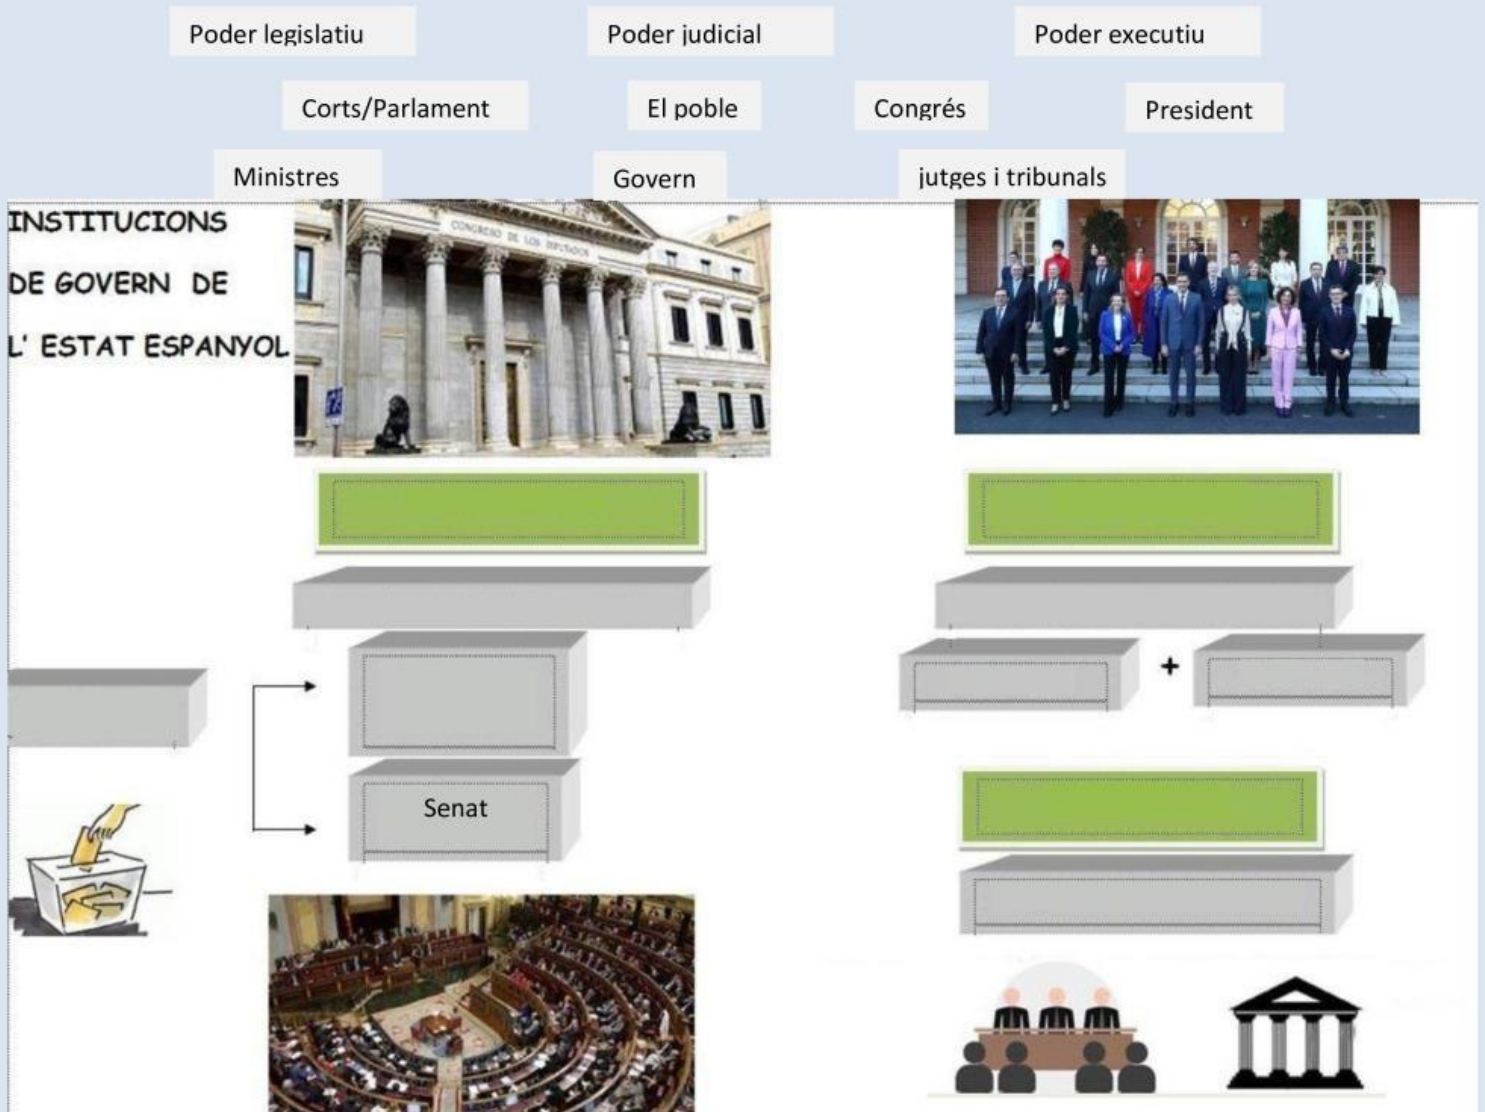 Poder legislatiu
Poder judicial
Poder executiu
Corts/Parlament
El poble
Congrés
President
Ministres
Govern
jutges i tribunals
INSTITUCIONS
DE GOVERN DE
L' ESTAT ESPANYOL
CONGRESO DE LOS DIPUTADOS
+
Senat